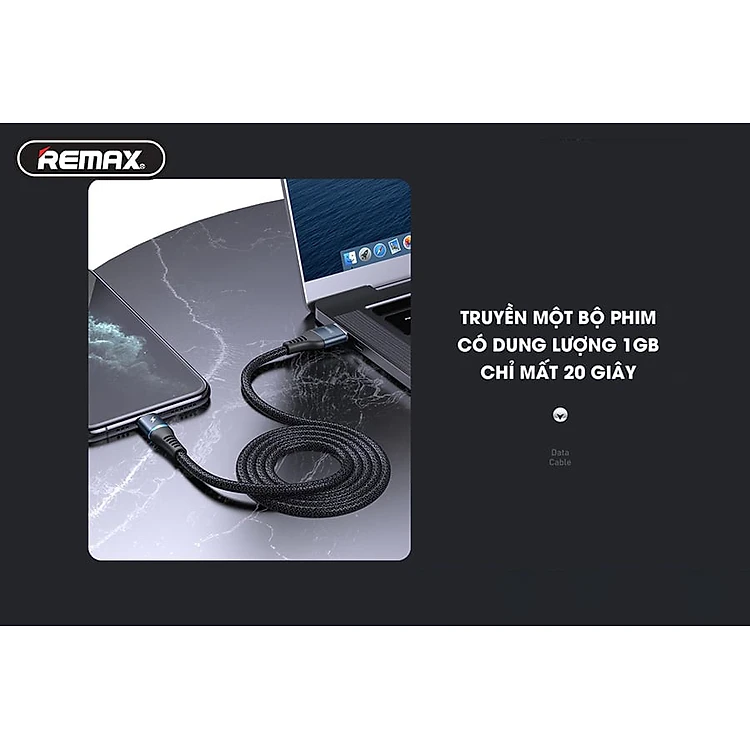 REMAX
TRUYỀN MỘT BỘ PHIM
CÓ DUNG LƯỢNG 1GB
CHỈ MẤT 20 GIÂY
Data
Cable